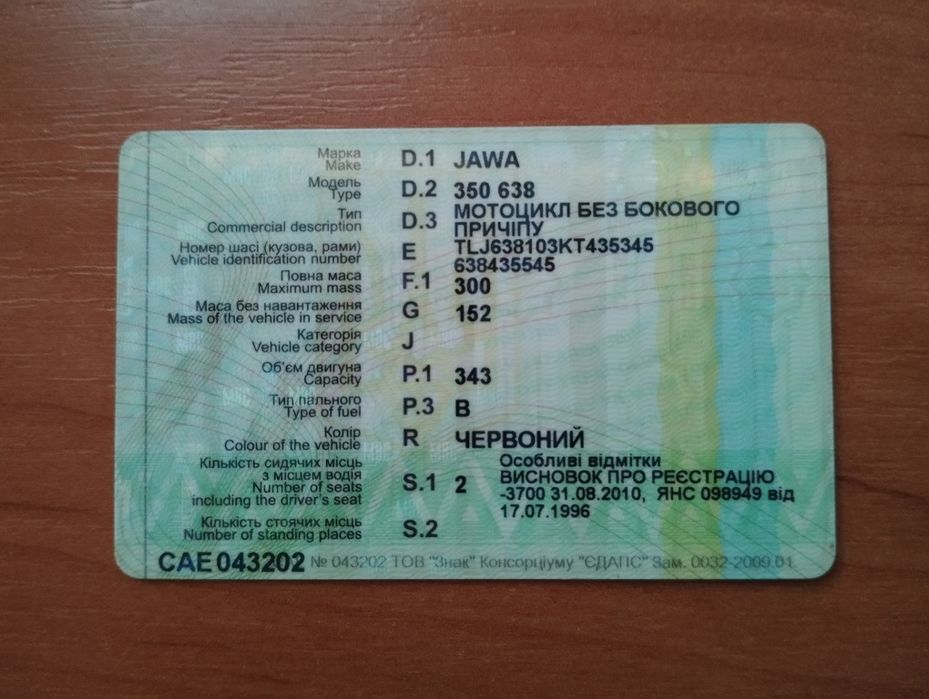 Марка
Make D.1 JAWA
Модель
Type D.2 350 638
Тип
Commercial description D.3 МОТОЦИКЛ БЕЗ БОКОВОГО
ПРИЧІПУ
Номер шасі (кузова, рами)
Vehicle identification number E TLJ638103KT435345
638435545
Повна маса
Maximum mass F.1 300
Маса без навантаження
Mass of the vehicle in service G 152
Категорія
Vehicle category J
Об'єм двигуна
Capacity P.1 343
Тип пального
Type of fuel P.3 B
Колір
Colour of the vehicle R ЧЕРВОНИЙ
Кількість сидячих місць
з місцем водія
Number of seats
including the driver's seat S.1 2
Особливі відмітки
ВИСНОВОК ПРО РЕЄСТРАЦІЮ
-3700 31.08.2010, ЯНС 098949 від
17.07.1996
Кількість стоячих місць
Number of standing places S.2
САЕ 043202 № 043202 ТОВ "Знак" Консорціуму "ЄДАПС" Зам. 0032-2009.01.